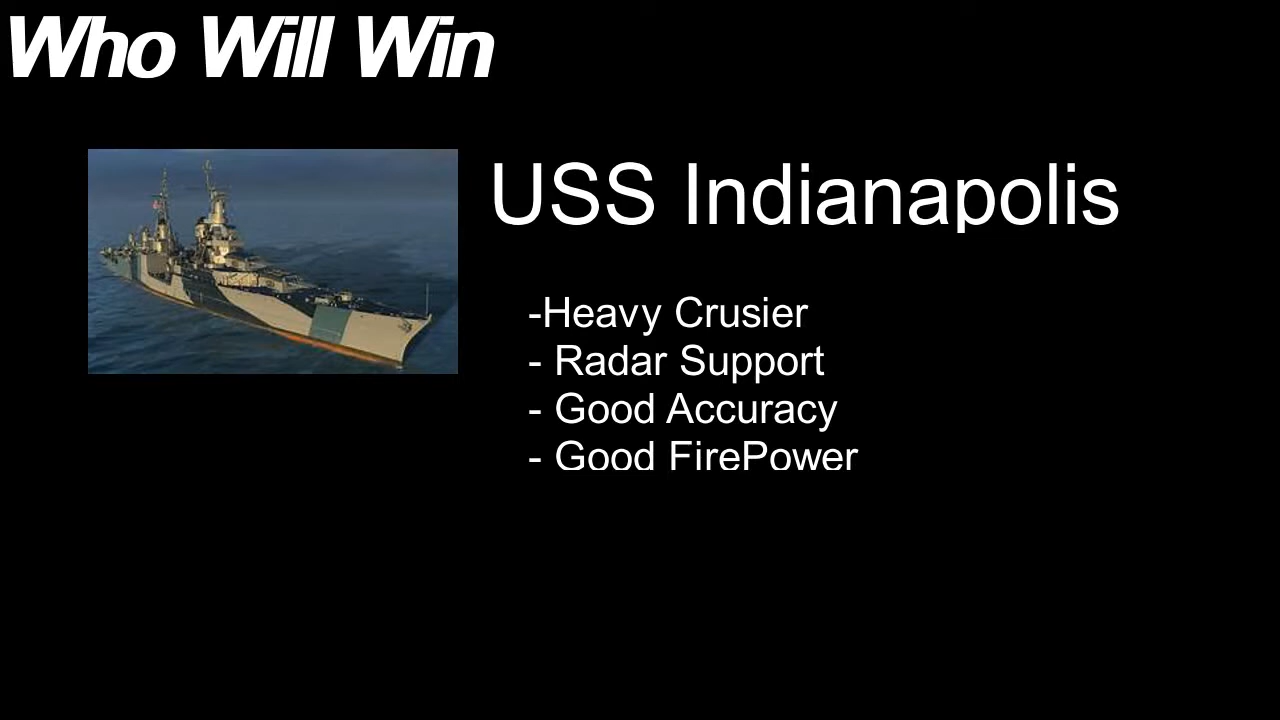 Who Will Win
USS Indianapolis
-Heavy Crusier
- Radar Support
- Good Accuracy
- Good FirePower